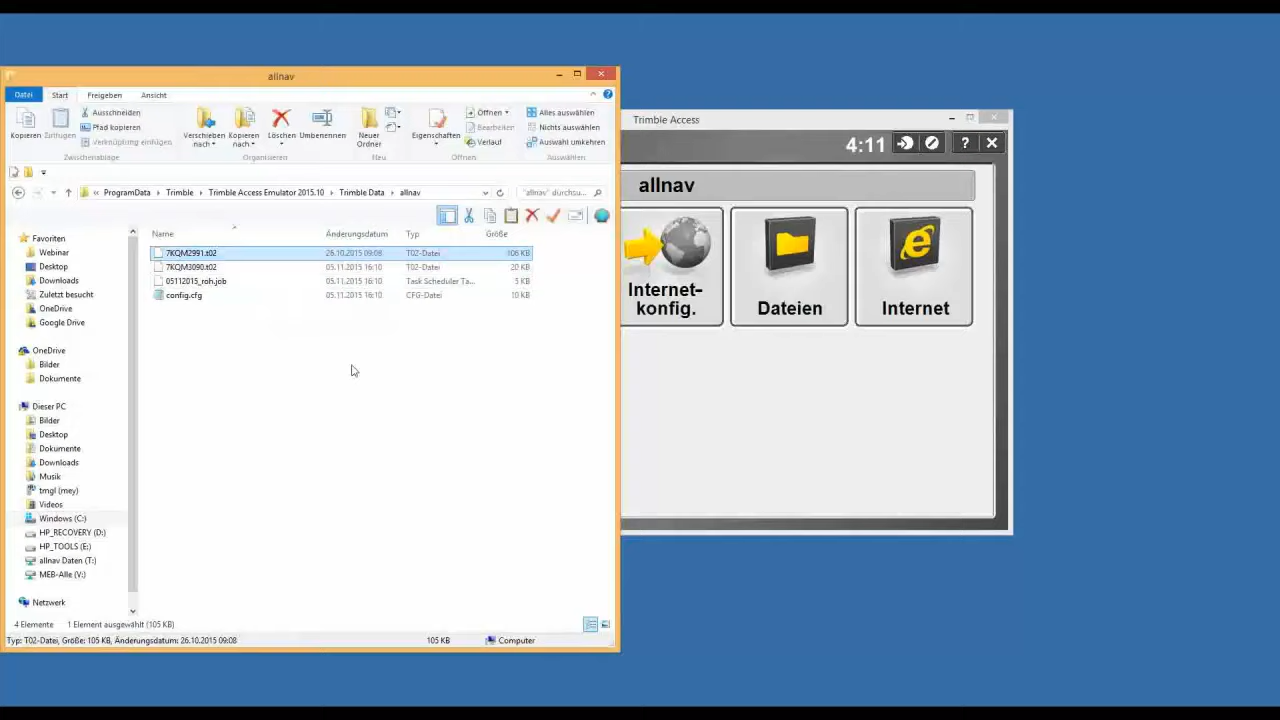 allnav
Datei
Start
Freigeben
Ansicht
Kopieren
Einfügen
Ausschneiden
Pfad kopieren
Verknüpfung einfügen
Zwischenablage
Verschieben nach
Kopieren nach
Löschen
Umbenennen
Organisieren
Neuer Ordner
Neu
Eigenschaften
Öffnen
Bearbeiten
Verlauf
Öffnen
Alles auswählen
Nichts auswählen
Auswahl umkehren
Auswählen
« ProgramData
Trimble
Trimble Access Emulator 2015.10
Trimble Data
allnav
"allnav" durchsu...
Name
Änderungsdatum
Typ
Größe
7KQM2991.t02 26.10.2015 09:08 T02-Datei 106 KB
7KQM3090.t02 05.11.2015 16:10 T02-Datei 20 KB
05112015_roh.job 05.11.2015 16:10 Task Scheduler Ta... 5 KB
config.cfg 05.11.2015 16:10 CFG-Datei 10 KB
Favoriten
Webinar
Desktop
Downloads
Zuletzt besucht
OneDrive
Google Drive
OneDrive
Bilder
Dokumente
Dieser PC
Bilder
Desktop
Dokumente
Downloads
Musik
tmgl (mey)
Videos
Windows (C:)
HP_RECOVERY (D:)
HP_TOOLS (E:)
allnav Daten (T:)
MEB-Alle (V:)
Netzwerk
4 Elemente
1 Element ausgewählt (105 KB)
Typ: T02-Datei, Größe: 105 KB, Änderungsdatum: 26.10.2015 09:08
105 KB
Computer
Trimble Access
4:11
?
allnav
Internet-
konfig.
Dateien
Internet